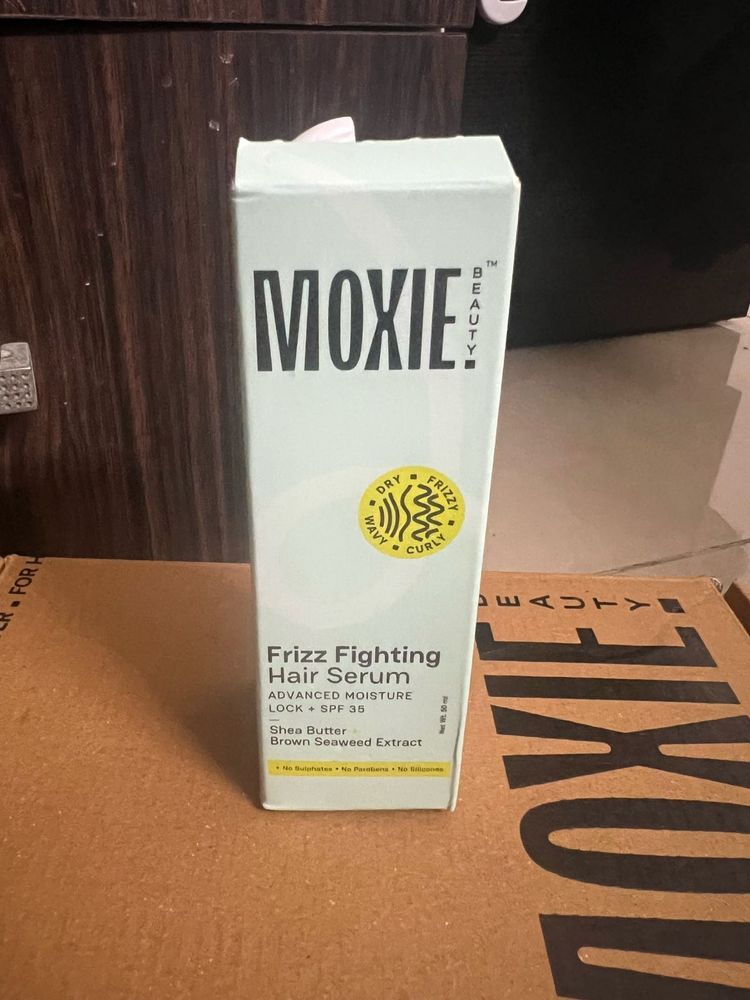 MOXIE
BEAUTY
™
DRY • FRIZZY
WAVY • CURLY
Frizz Fighting
Hair Serum
ADVANCED MOISTURE
LOCK + SPF 35
Shea Butter
Brown Seaweed Extract
Net Wt. 50 ml
• No Sulphates • No Parabens • No Silicones
FOR
BEAUTY
MOXIE